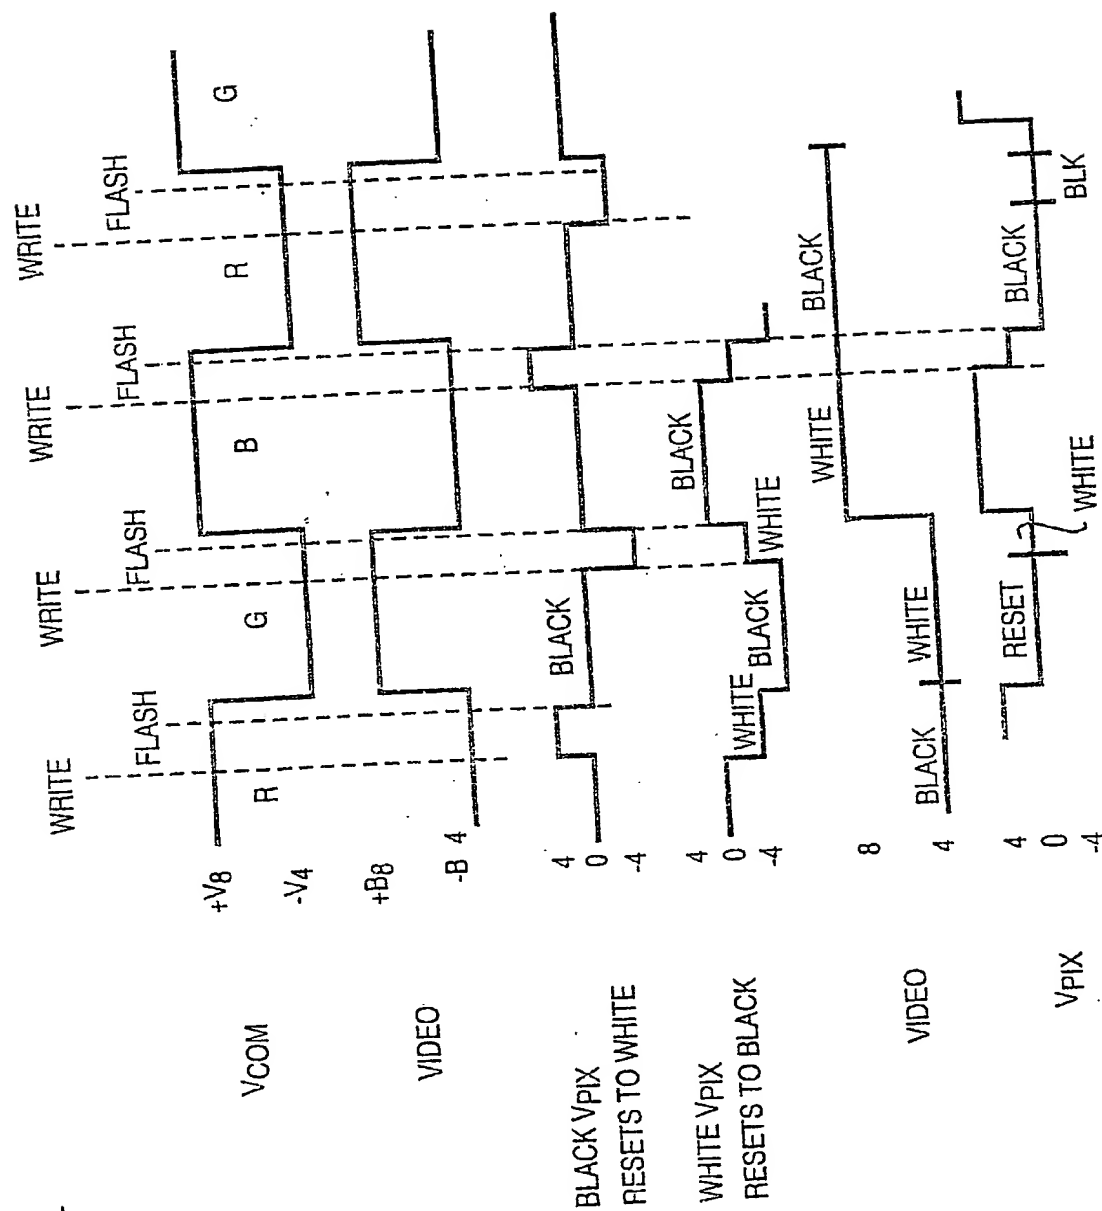 WRITE WRITE WRITE WRITE
FLASH FLASH FLASH FLASH
R G B R G
VCOM
+V8
-V4
VIDEO
+B8
-B 4
BLACK VPIX
RESETS TO WHITE
4
0
-4
BLACK
WHITE VPIX
RESETS TO BLACK
4
0
-4
WHITE BLACK WHITE BLACK
VIDEO
8
4
BLACK WHITE WHITE BLACK
VPIX
4
0
-4
RESET WHITE BLACK BLK